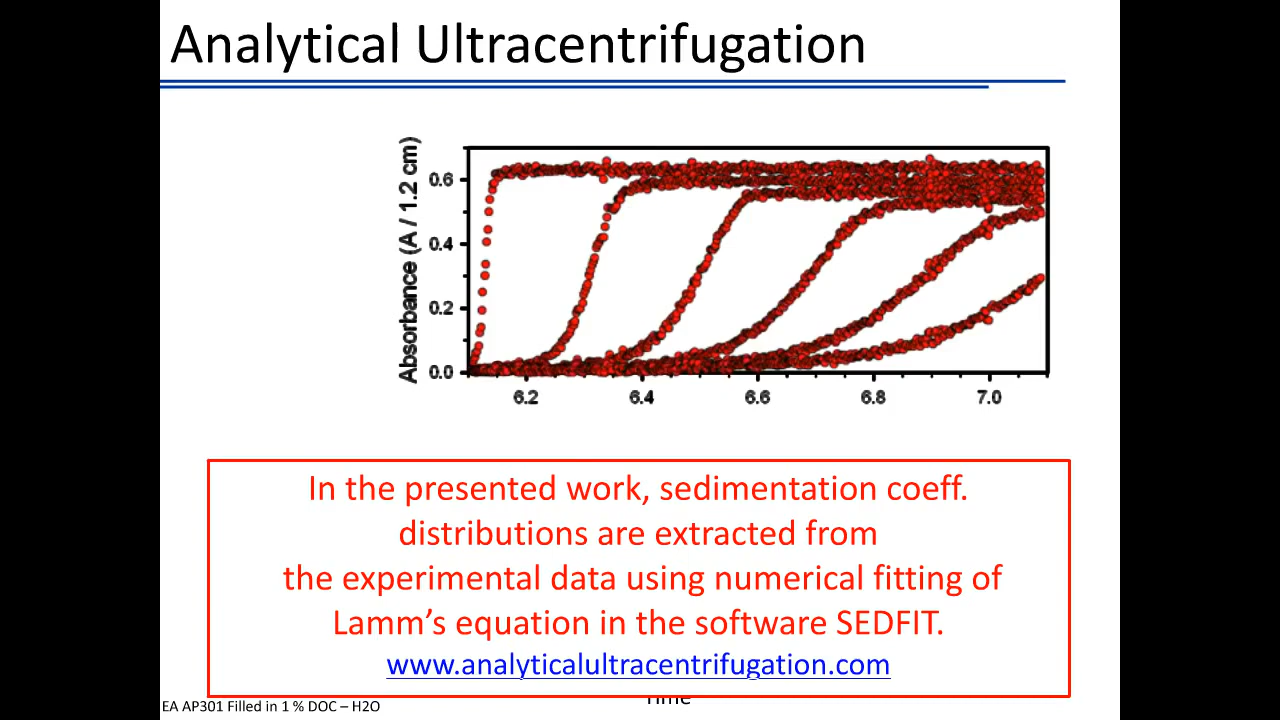 Analytical Ultracentrifugation
Absorbance (A / 1.2 cm)
0.6
0.4
0.2
0.0
6.2 6.4 6.6 6.8 7.0
In the presented work, sedimentation coeff.
distributions are extracted from
the experimental data using numerical fitting of
Lamm’s equation in the software SEDFIT.
www.analyticalultracentrifugation.com
Time
EA AP301 Filled in 1 % DOC – H2O